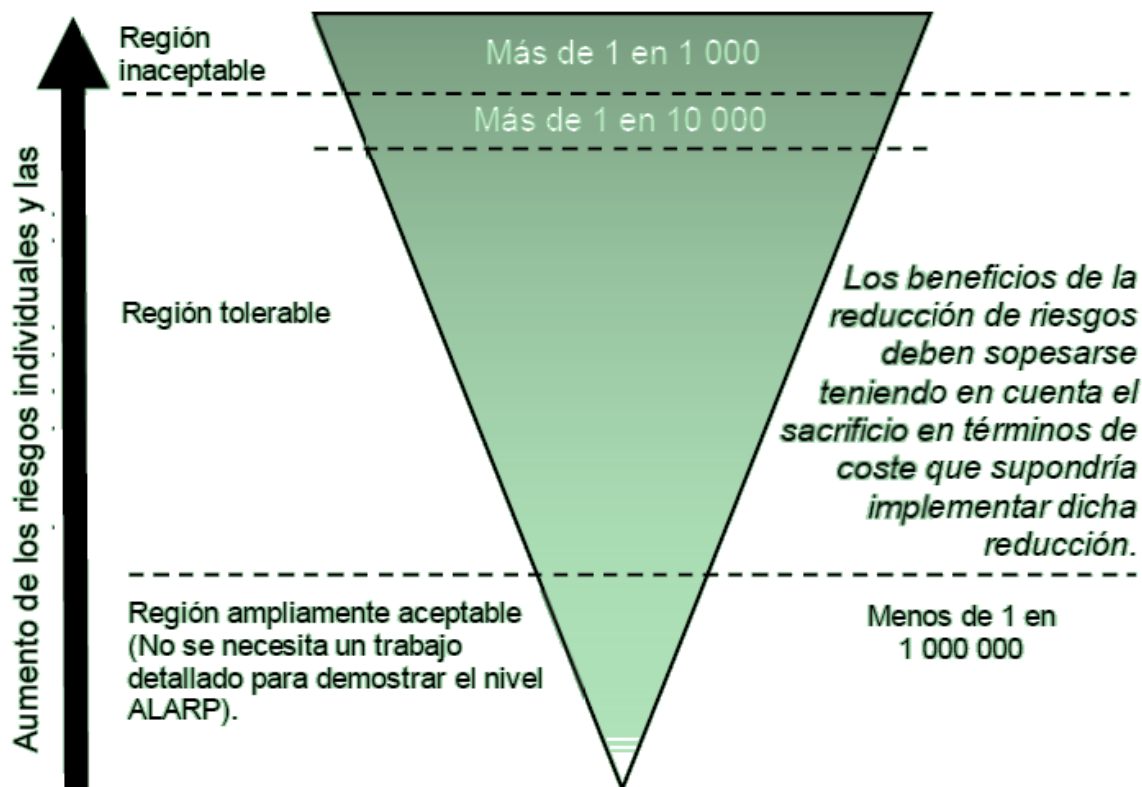 Aumento de los riesgos individuales y las
Región
inaceptable
Más de 1 en 1 000
Más de 1 en 10 000
Región tolerable
Los beneficios de la
reducción de riesgos
deben sopesarse
teniendo en cuenta el
sacrificio en términos de
coste que supondría
implementar dicha
reducción.
Región ampliamente aceptable
(No se necesita un trabajo
detallado para demostrar el nivel
ALARP).
Menos de 1 en
1 000 000